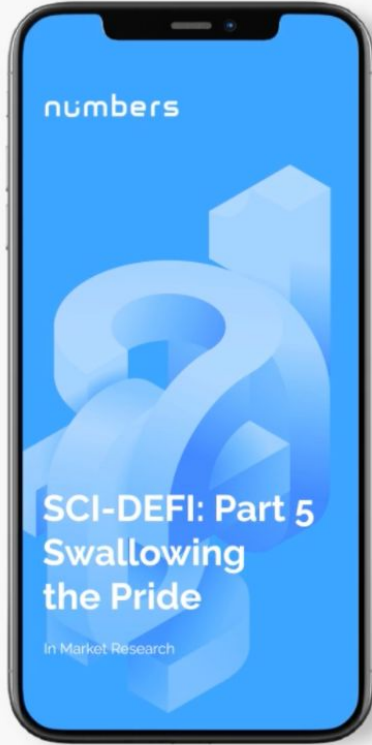 numbers
SCI-DEFI: Part 5
Swallowing
the Pride
In Market Research